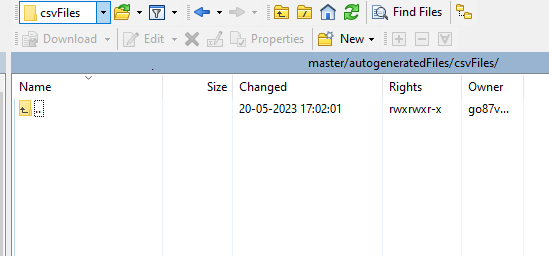 csvFiles Find Files
Download Edit Properties New
master/autogeneratedFiles/csvFiles/
Name Size Changed Rights Owner
.. 20-05-2023 17:02:01 rwxrwxr-x go87v...